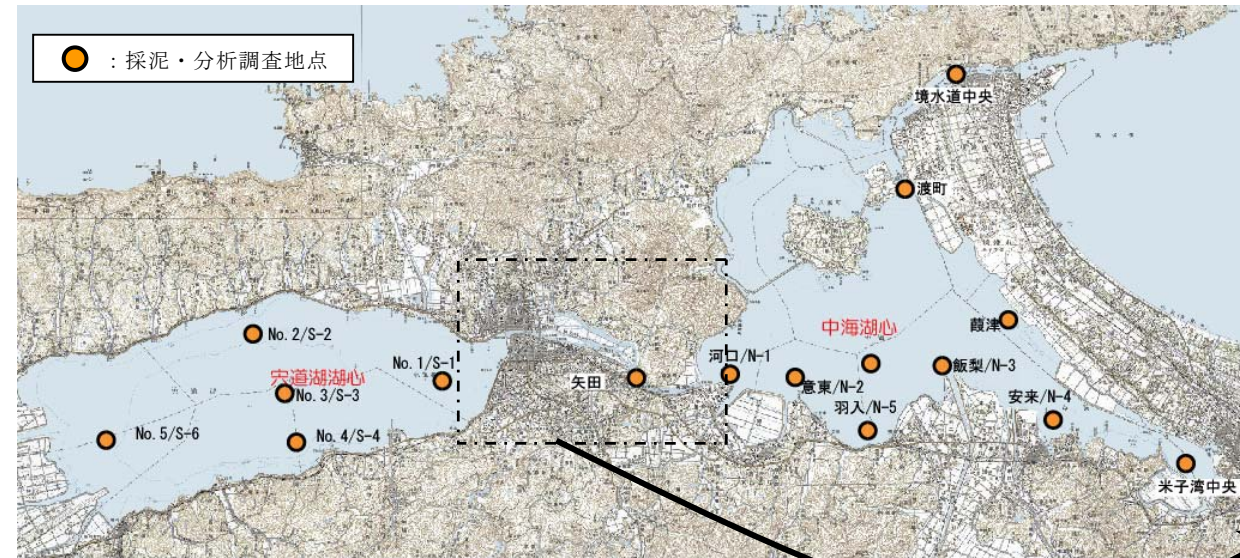 ：採泥・分析調査地点
境水道中央
渡町
中海湖心
葭津
No. 2/S-2
宍道湖湖心
No. 1/S-1
No. 3/S-3
No. 5/S-6
No. 4/S-4
矢田
河口/N-1
意東/N-2
羽入/N-5
飯梨/N-3
安来/N-4
米子湾中央